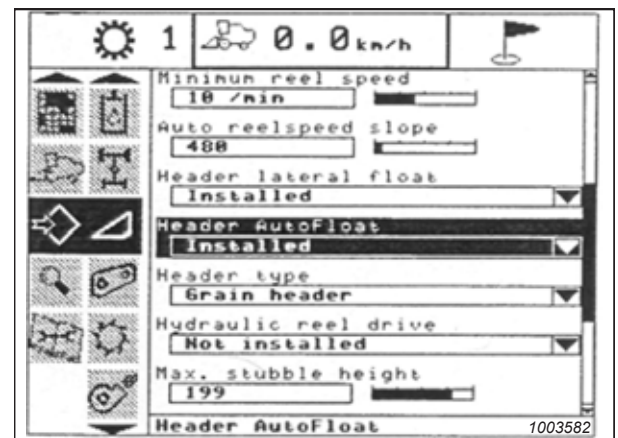 1 0.0km/h
Minimum reel speed
10 /min
Auto reelspeed slope
480
Header lateral float
Installed
Header AutoFloat
Installed
Header type
Grain header
Hydraulic reel drive
Not installed
Max. stubble height
199
Header AutoFloat
1003582